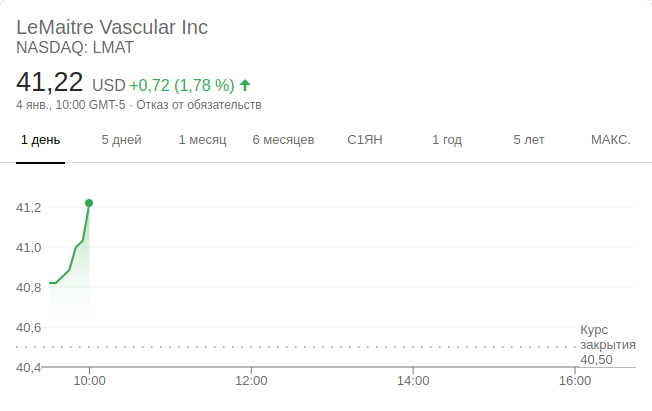 LeMaitre Vascular Inc
NASDAQ: LMAT
41,22 USD +0,72 (1,78 %)
4 янв., 10:00 GMT-5 · Отказ от обязательств
1 день 5 дней 1 месяц 6 месяцев С1ЯН 1 год 5 лет МАКС.
41,2
41,0
40,8
40,6
Курс
закрытия
40,50
40,4
10:00 12:00 14:00 16:00